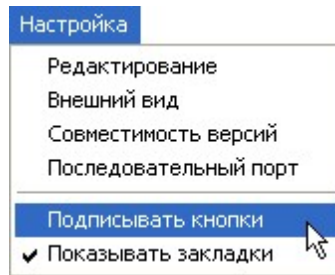 Настройка
Редактирование
Внешний вид
Совместимость версий
Последовательный порт
Подписывать кнопки
Показывать закладки